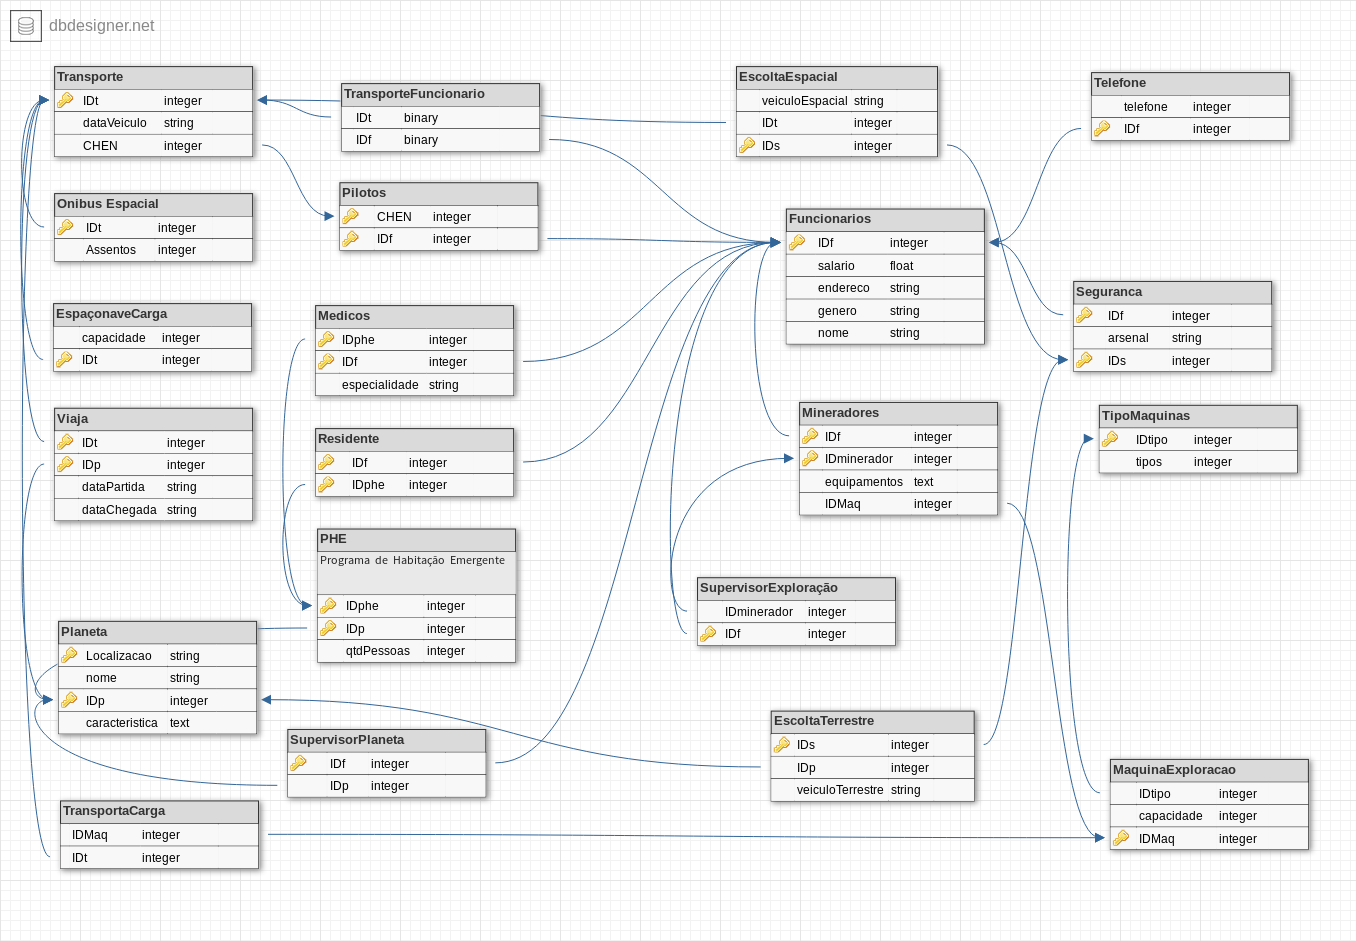 dbdesigner.net
Transporte
IDt integer
dataVeiculo string
CHEN integer
TransporteFuncionario
IDt binary
IDf binary
EscoltaEspacial
veiculoEspacial string
IDt integer
IDs integer
Telefone
telefone integer
IDf integer
Onibus Espacial
IDt integer
Assentos integer
Pilotos
CHEN integer
IDf integer
Funcionarios
IDf integer
salario float
endereco string
genero string
nome string
Seguranca
IDf integer
arsenal string
IDs integer
EspaçonaveCarga
capacidade integer
IDt integer
Medicos
IDphe integer
IDf integer
especialidade string
Viaja
IDt integer
IDp integer
dataPartida string
dataChegada string
Residente
IDf integer
IDphe integer
Mineradores
IDf integer
IDminerador integer
equipamentos text
IDMaq integer
TipoMaquinas
IDtipo integer
tipos integer
PHE
Programa de Habitação Emergente
IDphe integer
IDp integer
qtdPessoas integer
SupervisorExploração
IDminerador integer
IDf integer
Planeta
Localizacao string
nome string
IDp integer
caracteristica text
SupervisorPlaneta
IDf integer
IDp integer
EscoltaTerrestre
IDs integer
IDp integer
veiculoTerrestre string
MaquinaExploracao
IDtipo integer
capacidade integer
IDMaq integer
TransportaCarga
IDMaq integer
IDt integer